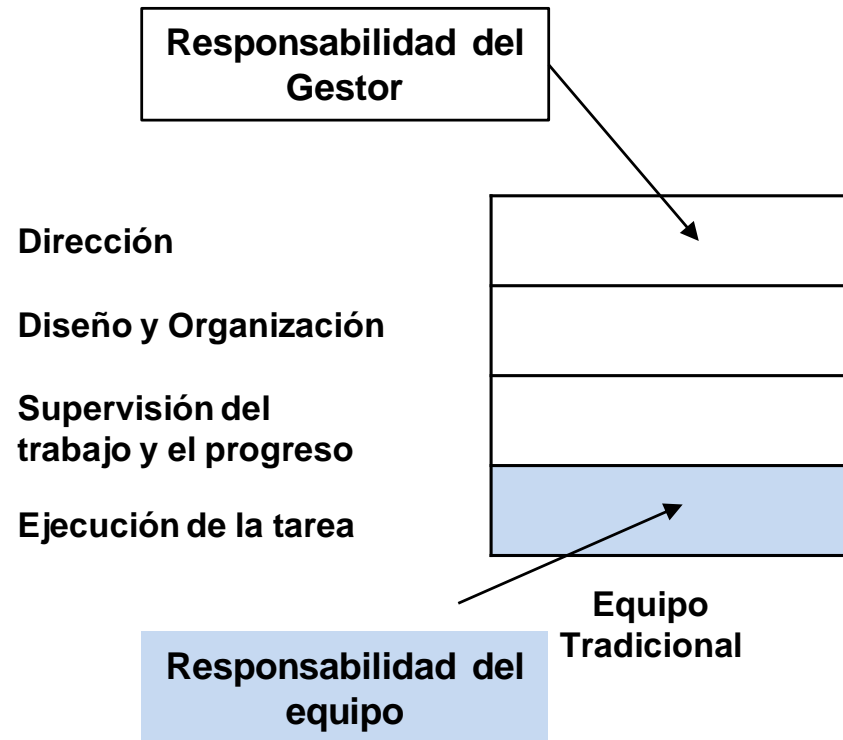 Responsabilidad del
Gestor
Dirección
Diseño y Organización
Supervisión del
trabajo y el progreso
Ejecución de la tarea
Equipo
Tradicional
Responsabilidad del
equipo